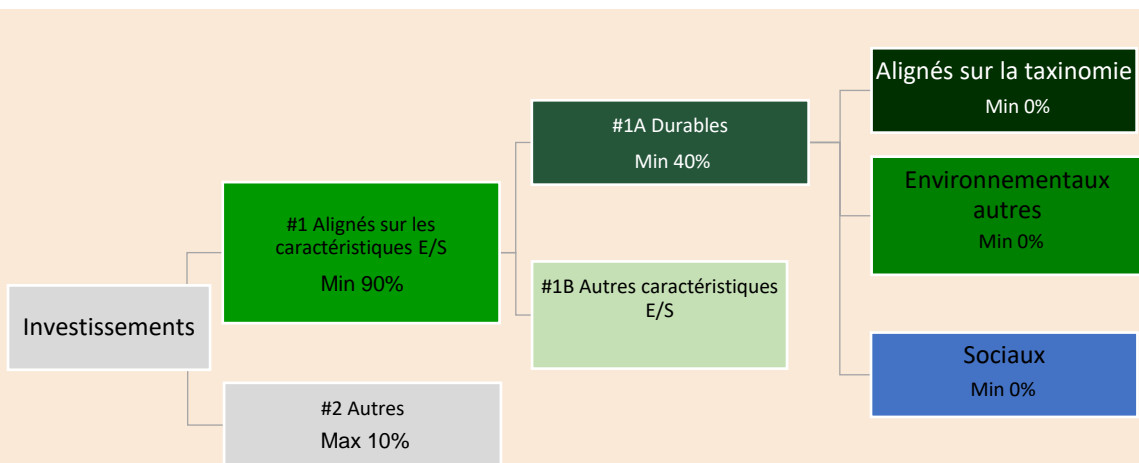 Investissements
#1 Alignés sur les
caractéristiques E/S
Min 90%
#2 Autres
Max 10%
#1A Durables
Min 40%
#1B Autres caractéristiques
E/S
Alignés sur la taxinomie
Min 0%
Environnementaux
autres
Min 0%
Sociaux
Min 0%